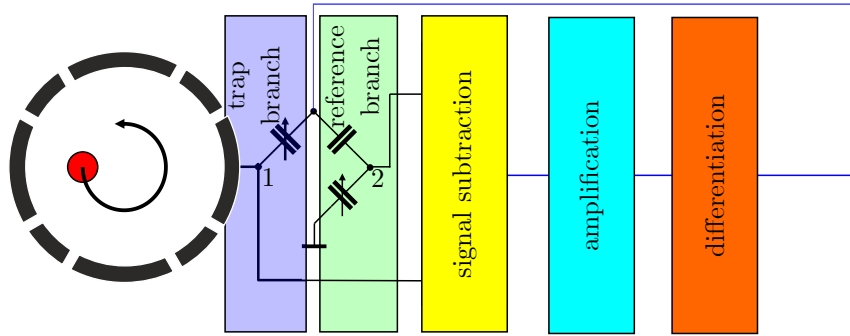 trap
branch
reference
branch
1
2
signal subtraction
amplification
differentiation